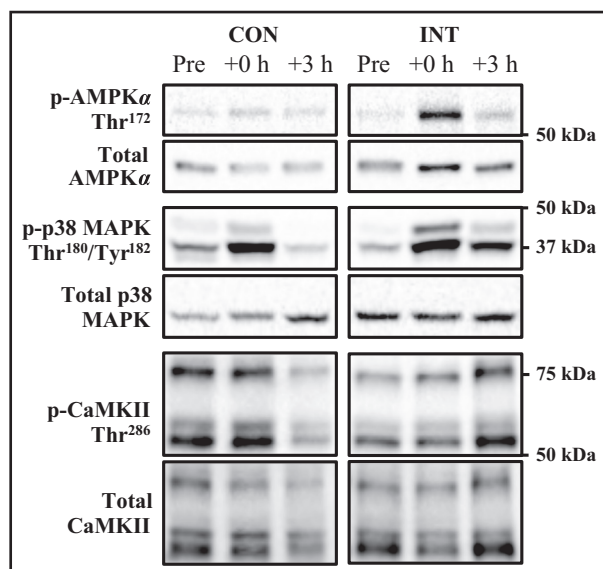 CON INT
Pre +0 h +3 h Pre +0 h +3 h
p-AMPKα
Thr¹⁷²
50 kDa
Total
AMPKα
50 kDa
p-p38 MAPK
Thr¹⁸⁰/Tyr¹⁸²
37 kDa
Total p38
MAPK
75 kDa
p-CaMKII
Thr²⁸⁶
50 kDa
Total
CaMKII